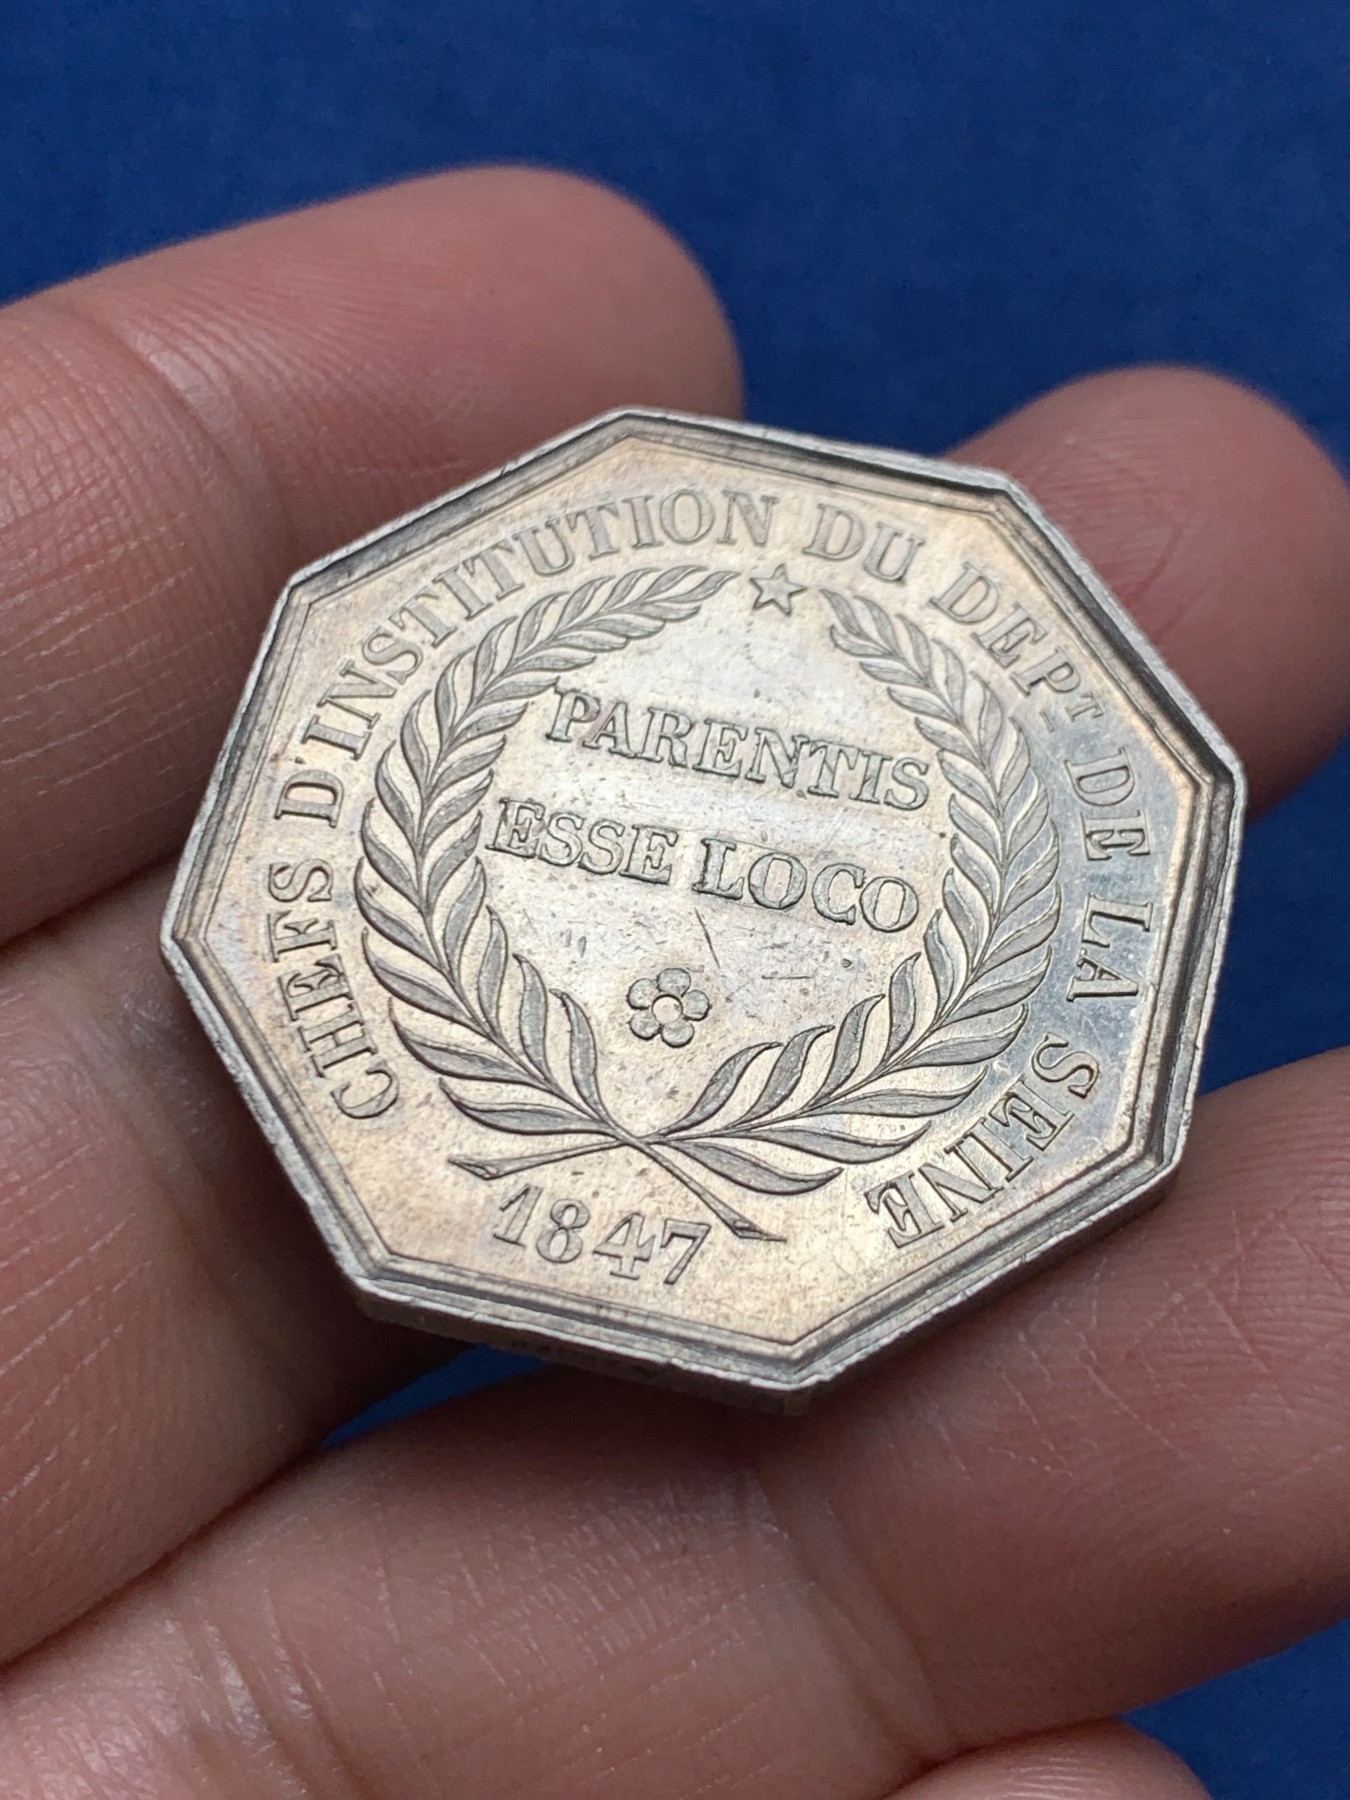 CHEFS D'INSTITUTION DU DEPT DE LA SEINE
PARENTIS
ESSE LOCO
1847